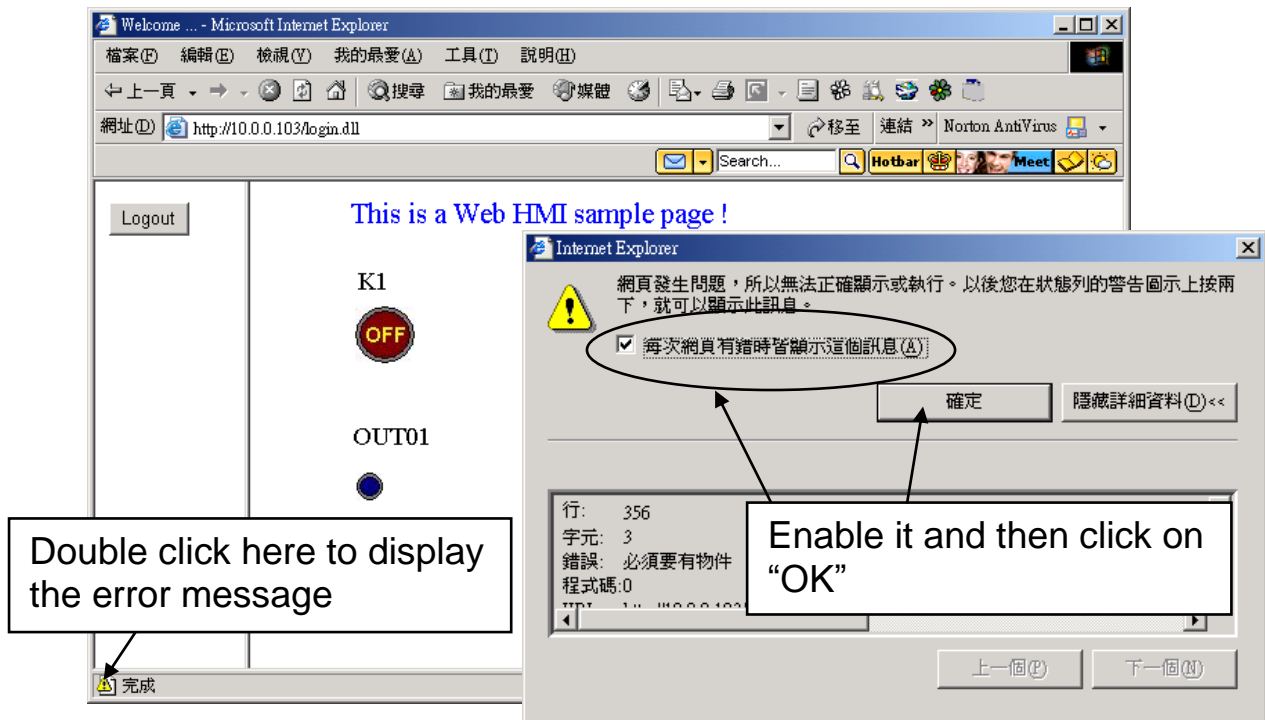 Welcome ... - Microsoft Internet Explorer
檔案(F) 編輯(E) 檢視(V) 我的最愛(A) 工具(T) 說明(H)
上一頁 搜尋 我的最愛 媒體
網址(D) http://10.0.0.103/login.dll 移至 連結 » Norton AntiVirus
Search... Hotbar Meet
Logout
This is a Web HMI sample page !
K1
OFF
OUT01
Internet Explorer
網頁發生問題，所以無法正確顯示或執行。以後您在狀態列的警告圖示上按兩
下，就可以顯示此訊息。
每次網頁有錯時皆顯示這個訊息(A)
確定 隱藏詳細資料(D)<<
行: 356
字元: 3
錯誤: 必須要有物件
程式碼:0
Enable it and then click on
“OK”
Double click here to display
the error message
上一個(P) 下一個(N)
完成